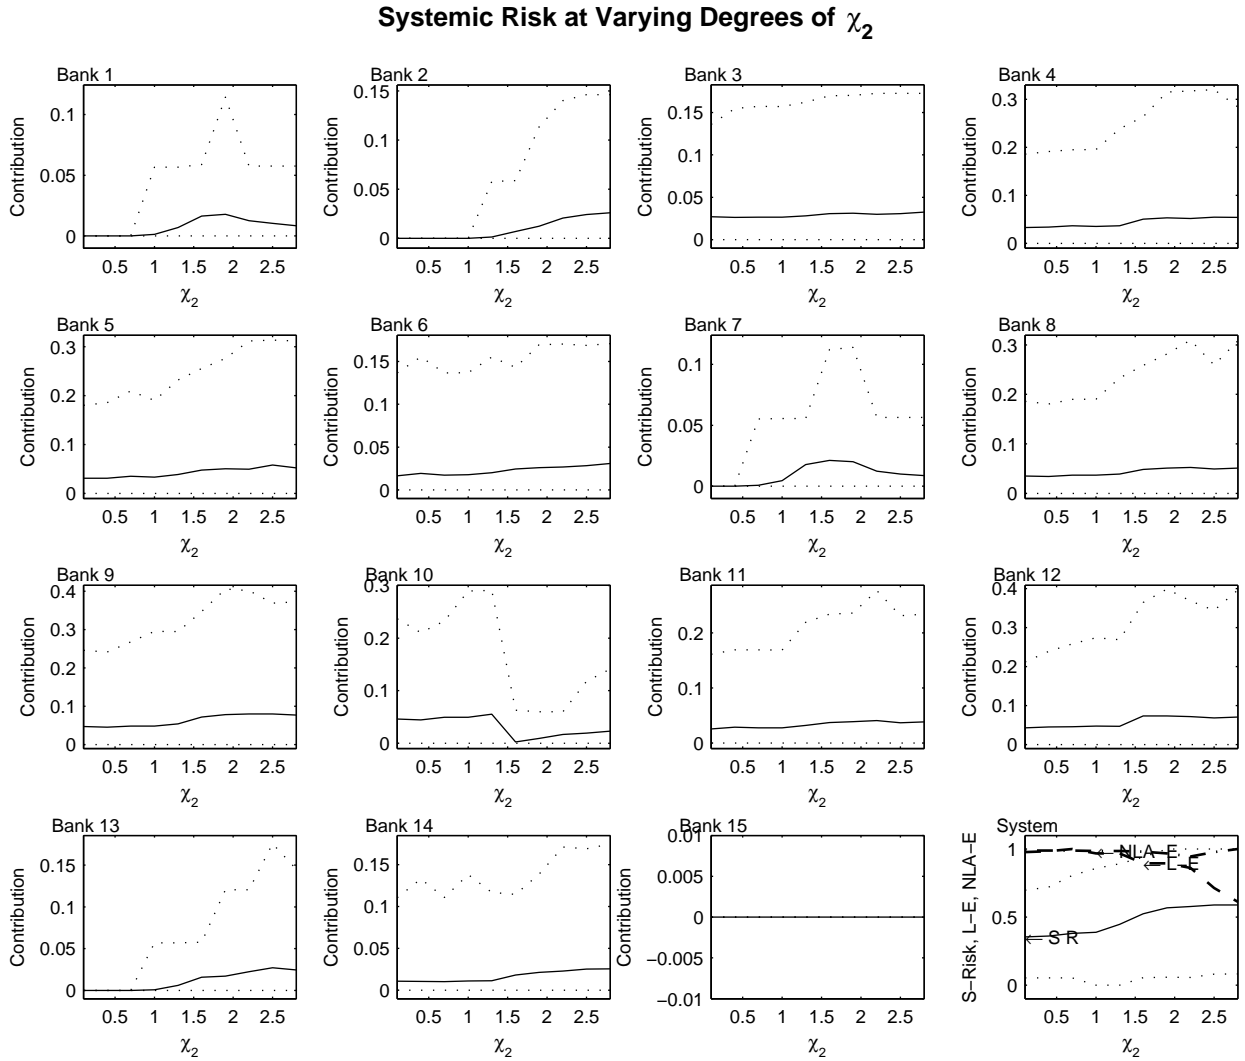 Systemic Risk at Varying Degrees of χ2
Bank 1
Contribution
0.1
0.05
0
0.5 1 1.5 2 2.5
χ2
Bank 2
Contribution
0.15
0.1
0.05
0
0.5 1 1.5 2 2.5
χ2
Bank 3
Contribution
0.15
0.1
0.05
0
0.5 1 1.5 2 2.5
χ2
Bank 4
Contribution
0.3
0.2
0.1
0
0.5 1 1.5 2 2.5
χ2
Bank 5
Contribution
0.3
0.2
0.1
0
0.5 1 1.5 2 2.5
χ2
Bank 6
Contribution
0.15
0.1
0.05
0
0.5 1 1.5 2 2.5
χ2
Bank 7
Contribution
0.1
0.05
0
0.5 1 1.5 2 2.5
χ2
Bank 8
Contribution
0.3
0.2
0.1
0
0.5 1 1.5 2 2.5
χ2
Bank 9
Contribution
0.4
0.3
0.2
0.1
0
0.5 1 1.5 2 2.5
χ2
Bank 10
Contribution
0.3
0.2
0.1
0
0.5 1 1.5 2 2.5
χ2
Bank 11
Contribution
0.2
0.1
0
0.5 1 1.5 2 2.5
χ2
Bank 12
Contribution
0.4
0.3
0.2
0.1
0
0.5 1 1.5 2 2.5
χ2
Bank 13
Contribution
0.15
0.1
0.05
0
0.5 1 1.5 2 2.5
χ2
Bank 14
Contribution
0.15
0.1
0.05
0
0.5 1 1.5 2 2.5
χ2
Bank 15
Contribution
0.01
0.005
0
−0.005
−0.01
0.5 1 1.5 2 2.5
χ2
System
S−Risk, L−E, NLA−E
1
0.5
0
← NLA−E
← L−E
← S R
0.5 1 1.5 2 2.5
χ2